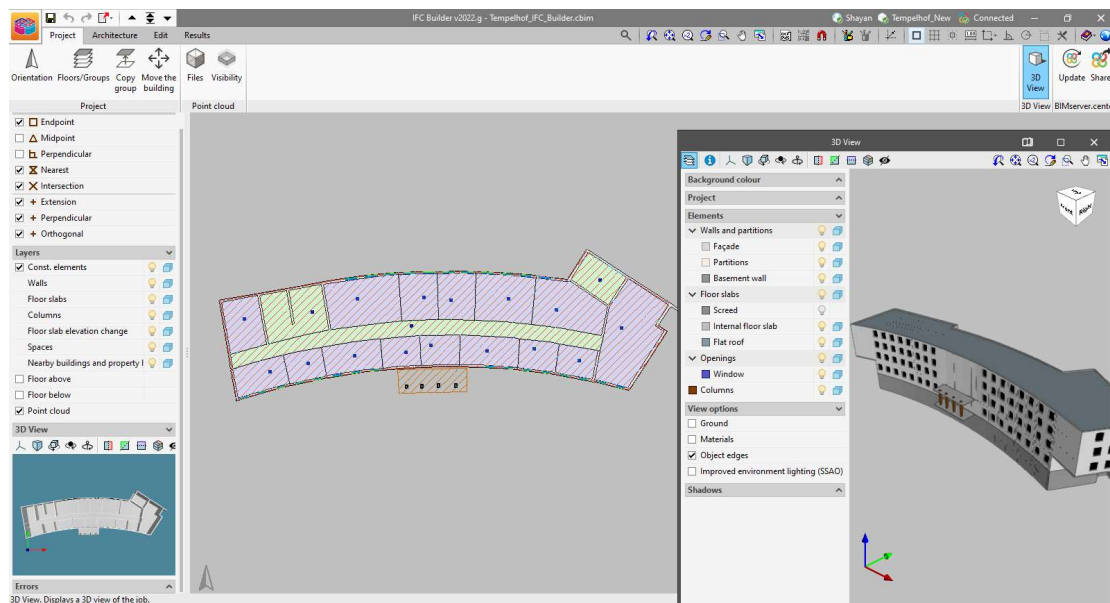 IFC Builder v2022.g - Tempelhof_IFC_Builder.cbim
Shayan Tempelhof_New Connected
Project Architecture Edit Results
Orientation Floors/Groups Copy group Move the building Files Visibility
3D View Update Share
Project Point cloud 3D View BIMserver.cente
Endpoint
Midpoint
Perpendicular
Nearest
Intersection
Extension
Perpendicular
Orthogonal
Layers
Const. elements
Walls
Floor slabs
Columns
Floor slab elevation change
Spaces
Nearby buildings and property l
Floor above
Floor below
Point cloud
3D View
Errors
3D View. Displays a 3D view of the job.
3D View
Background colour
Project
Elements
Walls and partitions
Façade
Partitions
Basement wall
Floor slabs
Screed
Internal floor slab
Flat roof
Openings
Window
Columns
View options
Ground
Materials
Object edges
Improved environment lighting (SSAO)
Shadows
Front Right